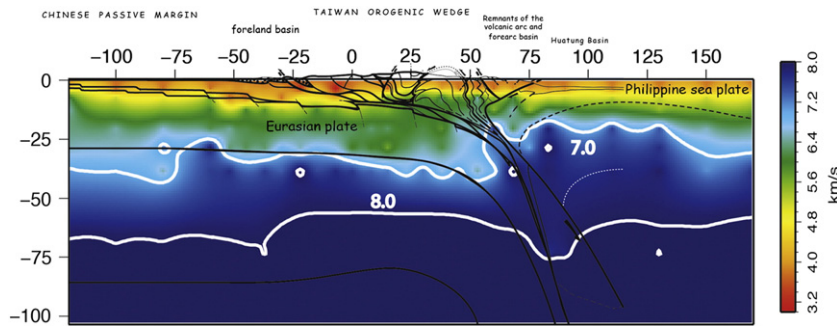 CHINESE PASSIVE MARGIN
TAIWAN OROGENIC WEDGE
Remnants of the
volcanic arc and
forearc basin
foreland basin
Huatung Basin
−100 −75 −50 −25 0 25 50 75 100 125 150
0
−25
−50
−75
−100
Eurasian plate
Philippine sea plate
7.0
8.0
8.0
7.2
6.4
5.6
4.8
4.0
3.2
km/s